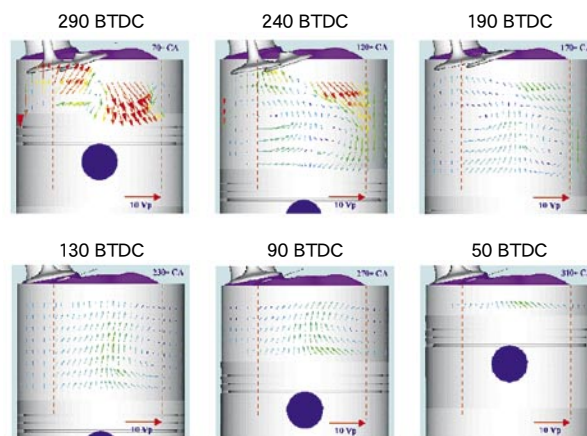 290 BTDC
240 BTDC
190 BTDC
70= CA
120= CA
170= CA
10 Vp
10 Vp
10 Vp
130 BTDC
90 BTDC
50 BTDC
230= CA
270= CA
310= CA
10 Vp
10 Vp
10 Vp